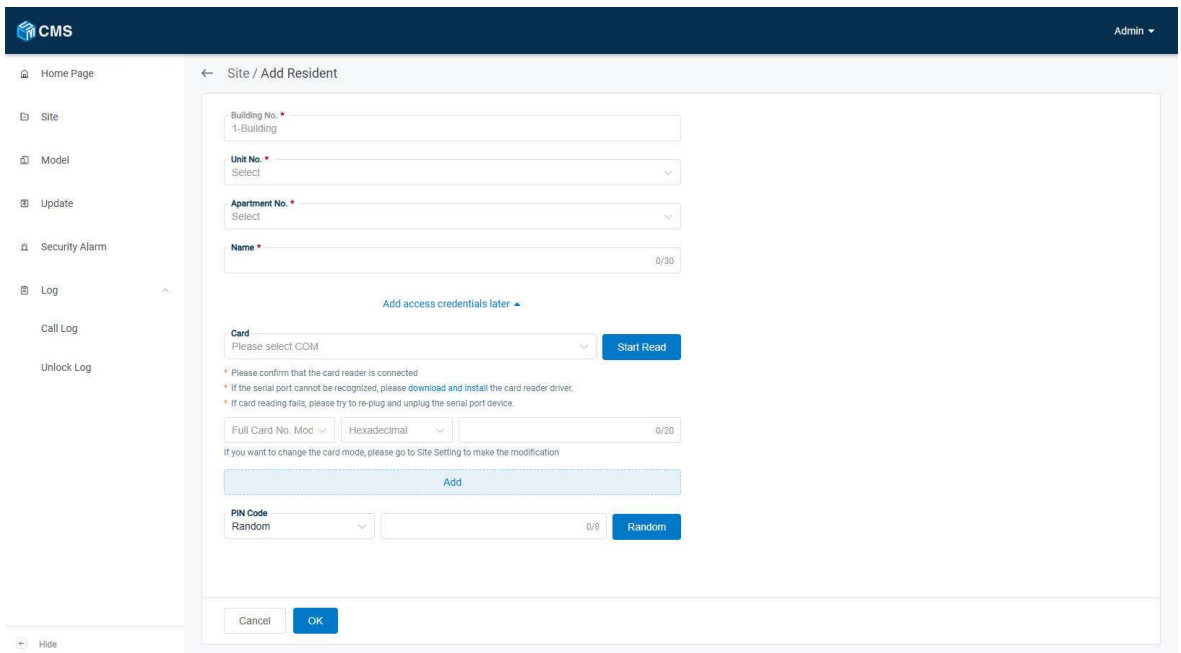 CMS
Admin
Home Page
Site / Add Resident
Site
Model
Update
Security Alarm
Log
Call Log
Unlock Log
Hide
Building No. *
1-Building
Unit No. *
Select
Apartment No. *
Select
Name *
0/30
Add access credentials later
Card
Please select COM
Start Read
* Please confirm that the card reader is connected
* If the serial port cannot be recognized, please download and install the card reader driver.
* If card reading fails, please try to re-plug and unplug the serial port device.
Full Card No. Mod
Hexadecimal
0/20
If you want to change the card mode, please go to Site Setting to make the modification
Add
PIN Code
Random
0/8
Random
Cancel
OK